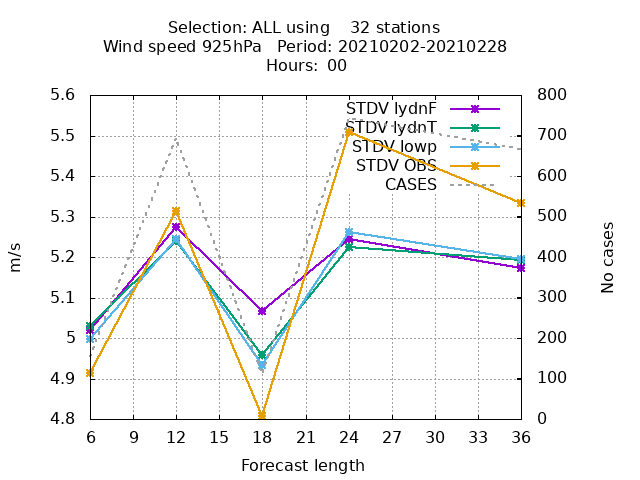 Selection: ALL using    32 stations
Wind speed 925hPa   Period: 20210202-20210228
Hours:  00
STDV lydnF
STDV lydnT
STDV lowp
STDV OBS
CASES
5.6
5.5
5.4
5.3
5.2
5.1
5
4.9
4.8
800
700
600
500
400
300
200
100
0
6 9 12 15 18 21 24 27 30 33 36
m/s
No cases
Forecast length